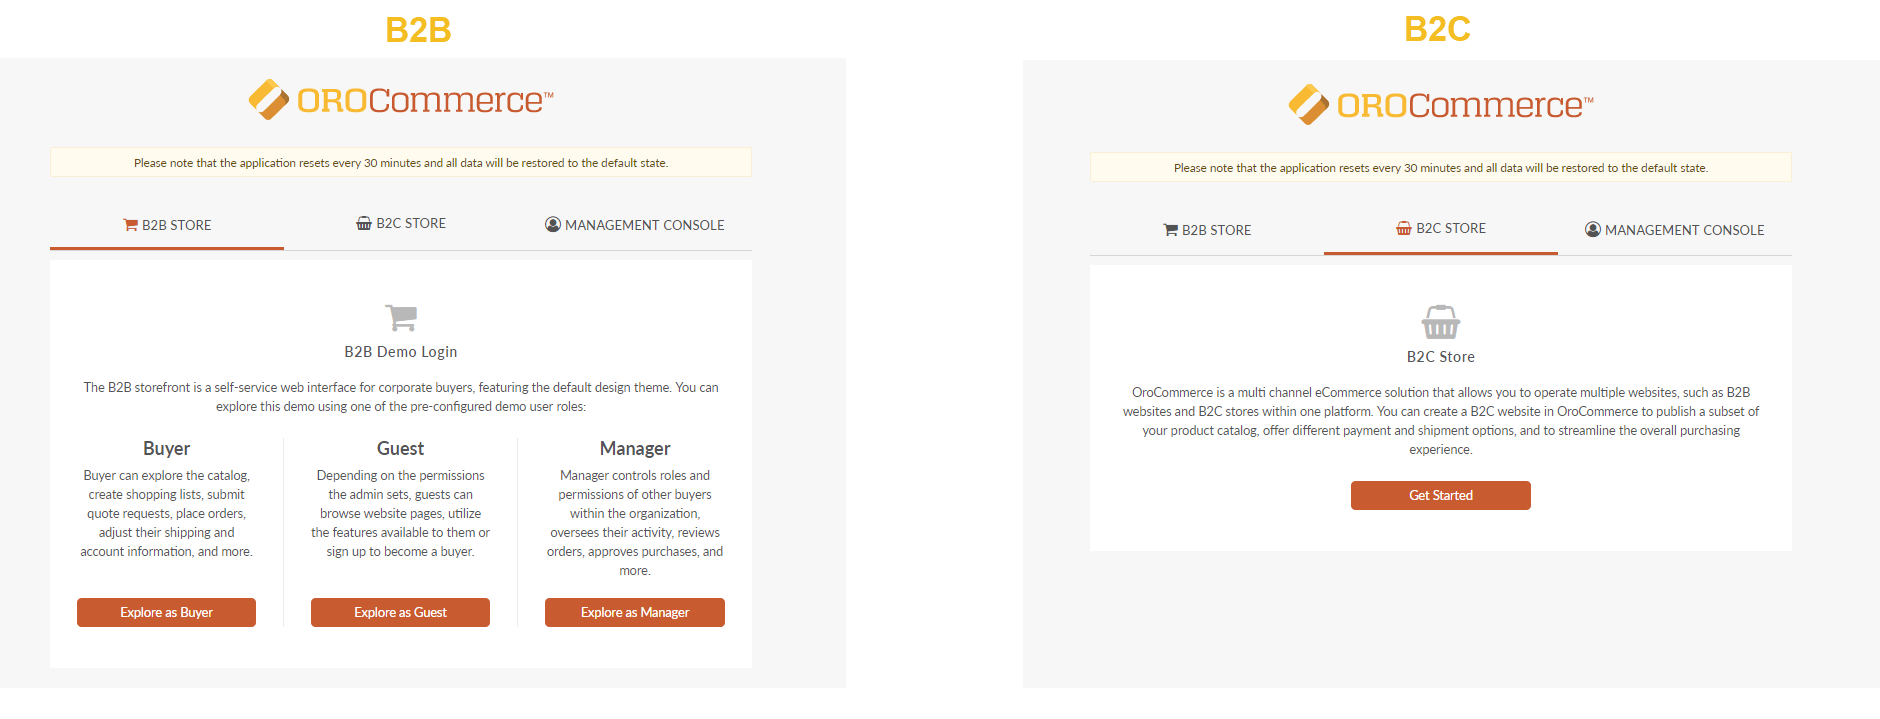 B2B
OROCommerce™
Please note that the application resets every 30 minutes and all data will be restored to the default state.
B2B STORE
B2C STORE
MANAGEMENT CONSOLE
B2B Demo Login
The B2B storefront is a self-service web interface for corporate buyers, featuring the default design theme. You can
explore this demo using one of the pre-configured demo user roles:
Buyer
Buyer can explore the catalog,
create shopping lists, submit
quote requests, place orders,
adjust their shipping and
account information, and more.
Explore as Buyer
Guest
Depending on the permissions
the admin sets, guests can
browse website pages, utilize
the features available to them or
sign up to become a buyer.
Explore as Guest
Manager
Manager controls roles and
permissions of other buyers
within the organization,
oversees their activity, reviews
orders, approves purchases, and
more.
Explore as Manager
B2C
OROCommerce™
Please note that the application resets every 30 minutes and all data will be restored to the default state.
B2B STORE
B2C STORE
MANAGEMENT CONSOLE
B2C Store
OroCommerce is a multi channel eCommerce solution that allows you to operate multiple websites, such as B2B
websites and B2C stores within one platform. You can create a B2C website in OroCommerce to publish a subset of
your product catalog, offer different payment and shipment options, and to streamline the overall purchasing
experience.
Get Started